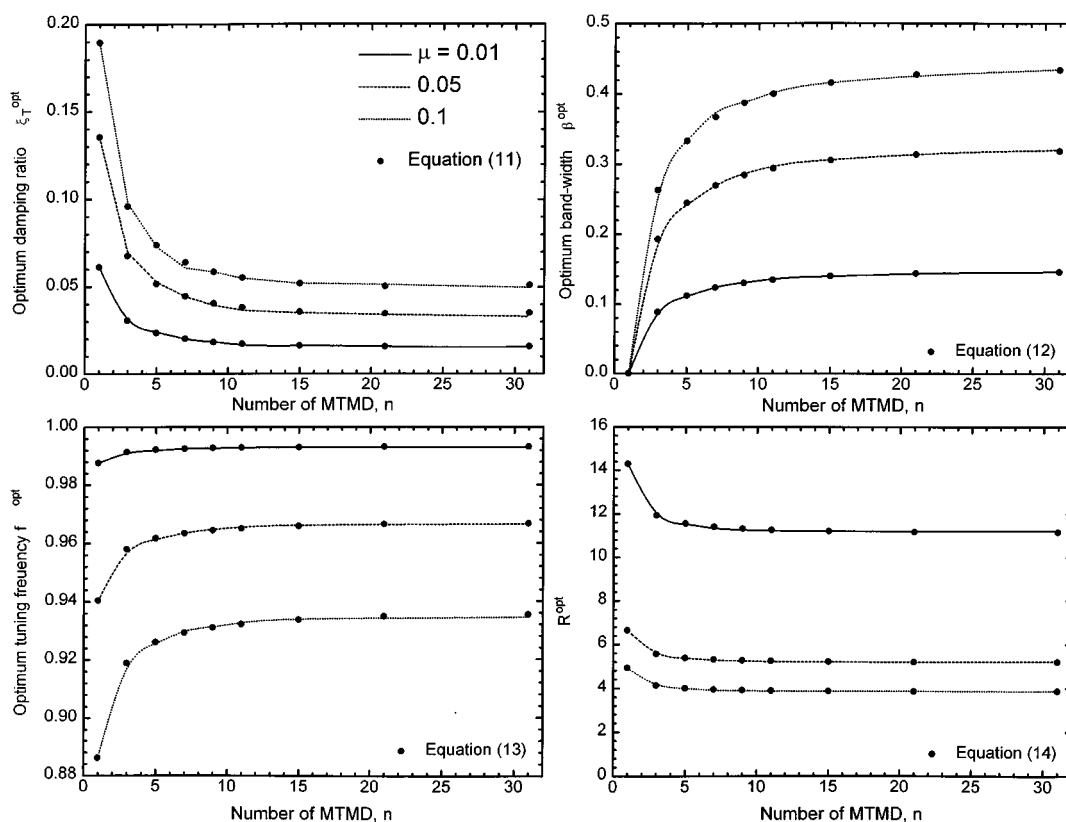 0.20
0.15
0.10
0.05
0.00
Optimum damping ratio ξ_T^opt
μ = 0.01
0.05
0.1
Equation (11)
0 5 10 15 20 25 30
Number of MTMD, n
0.5
0.4
0.3
0.2
0.1
0.0
Optimum band-width β^opt
Equation (12)
0 5 10 15 20 25 30
Number of MTMD, n
1.00
0.98
0.96
0.94
0.92
0.90
0.88
Optimum tuning freuency f^opt
Equation (13)
0 5 10 15 20 25 30
Number of MTMD, n
16
14
12
10
8
6
4
2
0
R^opt
Equation (14)
0 5 10 15 20 25 30
Number of MTMD, n